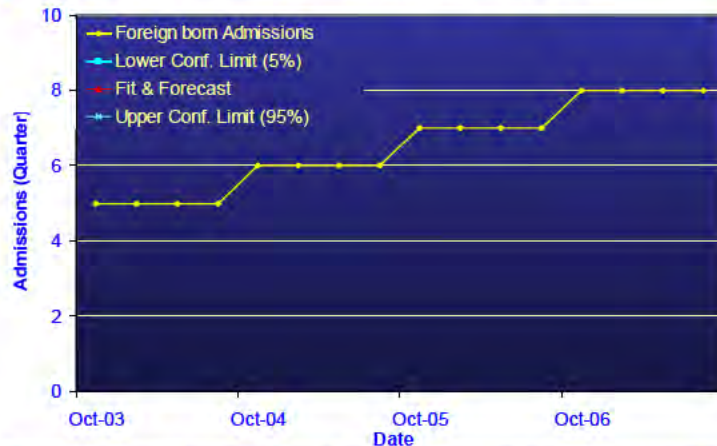 10
Foreign born Admissions
Lower Conf. Limit (5%)
8
Fit & Forecast
Upper Conf. Limit (95%)
6
4
2
0
Admissions (Quarter)
Oct-03 Oct-04 Oct-05 Oct-06
Date